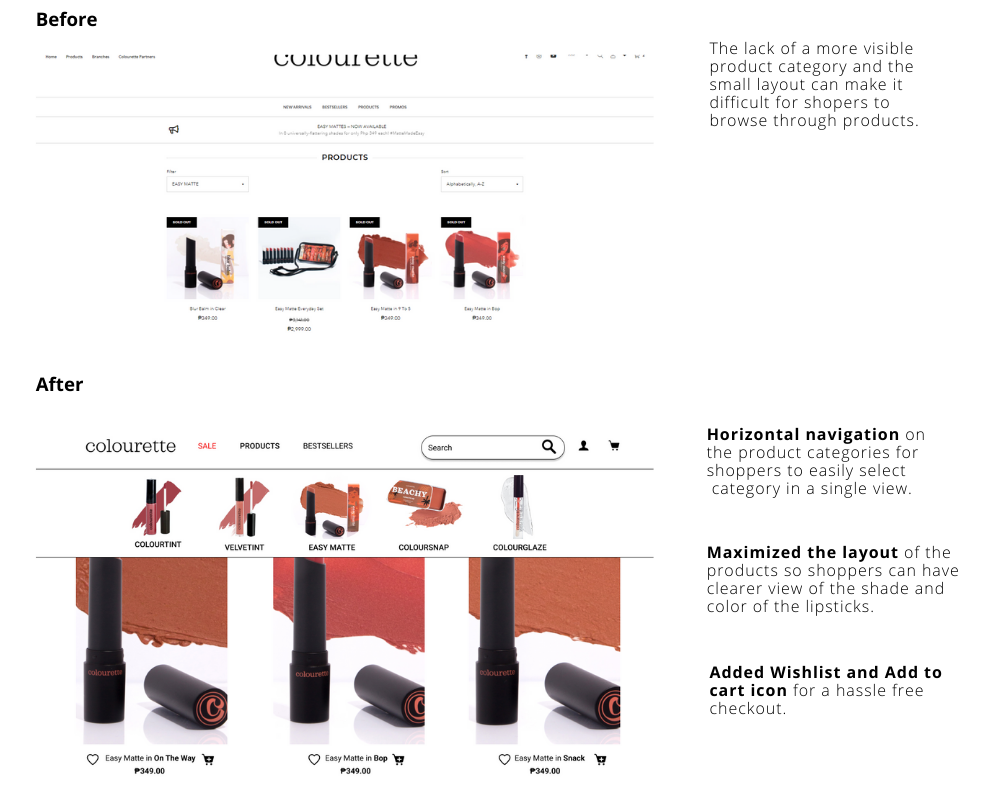 Before
The lack of a more visible
product category and the
small layout can make it
difficult for shopers to
browse through products.
Home Products Branches Colourette Partners
colourette
NEW ARRIVALS BESTSELLERS PRODUCTS PROMOS
EASY MATTES – NOW AVAILABLE
PRODUCTS
Filter
Sort
EASY MATTE
Alphabetically, A-Z
SOLD OUT SOLD OUT SOLD OUT SOLD OUT
Blur Balm in Clear
Easy Matte Everyday Set
Easy Matte in 9 To 5
Easy Matte in Bop
₱349.00
₱349.00
₱349.00
₱2,999.00
After
colourette SALE PRODUCTS BESTSELLERS Search
BEACHY
COLOURTINT VELVETINT EASY MATTE COLOURSNAP COLOURGLAZE
colourette colourette colourette
Easy Matte in On The Way
Easy Matte in Bop
Easy Matte in Snack
₱349.00
₱349.00
₱349.00
Horizontal navigation on
the product categories for
shoppers to easily select
category in a single view.
Maximized the layout of the
products so shoppers can have
clearer view of the shade and
color of the lipsticks.
Added Wishlist and Add to
cart icon for a hassle free
checkout.